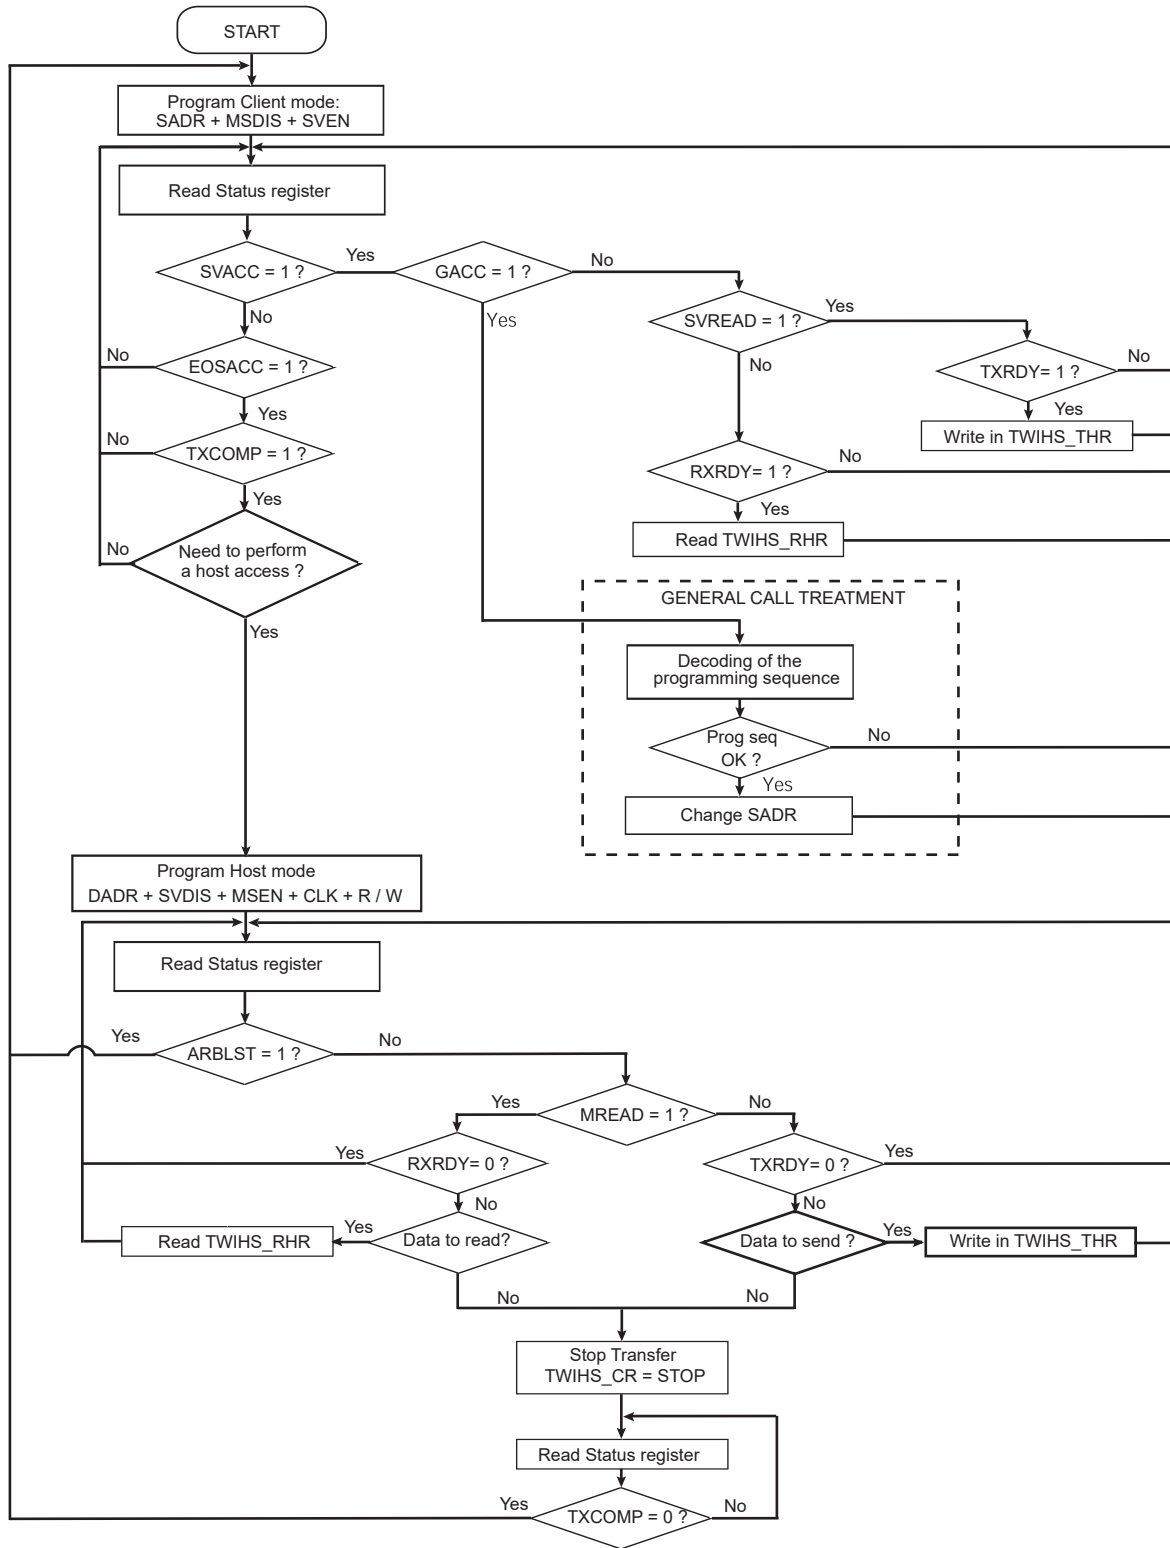 START
Program Client mode:
SADR + MSDIS + SVEN
Read Status register
SVACC = 1 ?
Yes
GACC = 1 ?
No
No
Yes
SVREAD = 1 ?
Yes
No
EOSACC = 1 ?
No
TXRDY= 1 ?
No
Yes
Yes
Write in TWIHS_THR
No
TXCOMP = 1 ?
RXRDY= 1 ?
No
Yes
Yes
Read TWIHS_RHR
No
Need to perform
a host access ?
Yes
GENERAL CALL TREATMENT
Decoding of the
programming sequence
Prog seq
OK ?
No
Yes
Change SADR
Program Host mode
DADR + SVDIS + MSEN + CLK + R / W
Read Status register
Yes
ARBLST = 1 ?
No
Yes
MREAD = 1 ?
No
Yes
RXRDY= 0 ?
TXRDY= 0 ?
Yes
No
No
Read TWIHS_RHR
Yes
Data to read?
Data to send ?
Yes
Write in TWIHS_THR
No
No
Stop Transfer
TWIHS_CR = STOP
Read Status register
Yes
TXCOMP = 0 ?
No